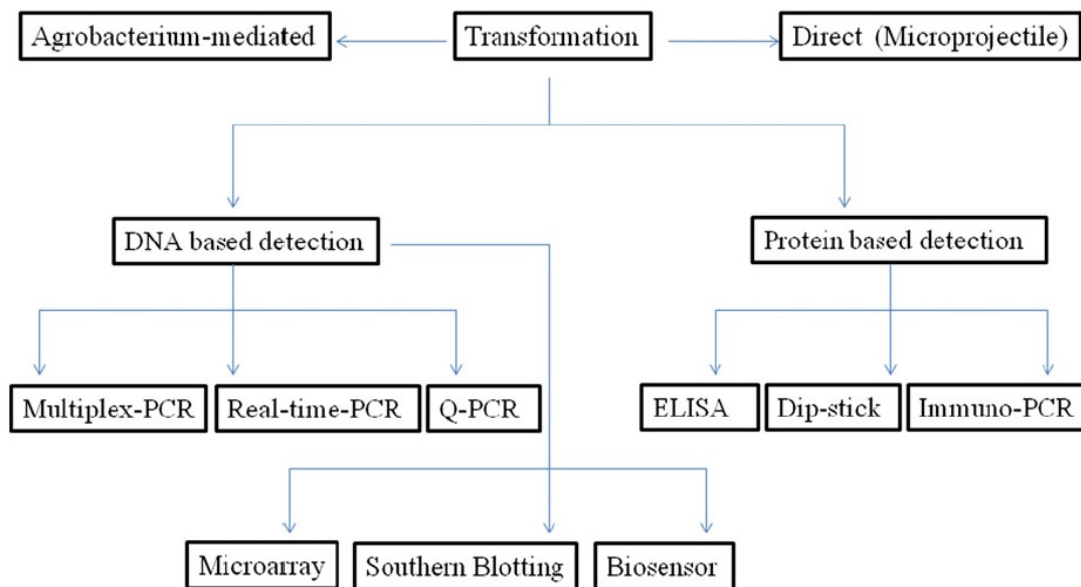 Agrobacterium-mediated
Transformation
Direct (Microprojectile)
DNA based detection
Protein based detection
Multiplex-PCR
Real-time-PCR
Q-PCR
ELISA
Dip-stick
Immuno-PCR
Microarray
Southern Blotting
Biosensor